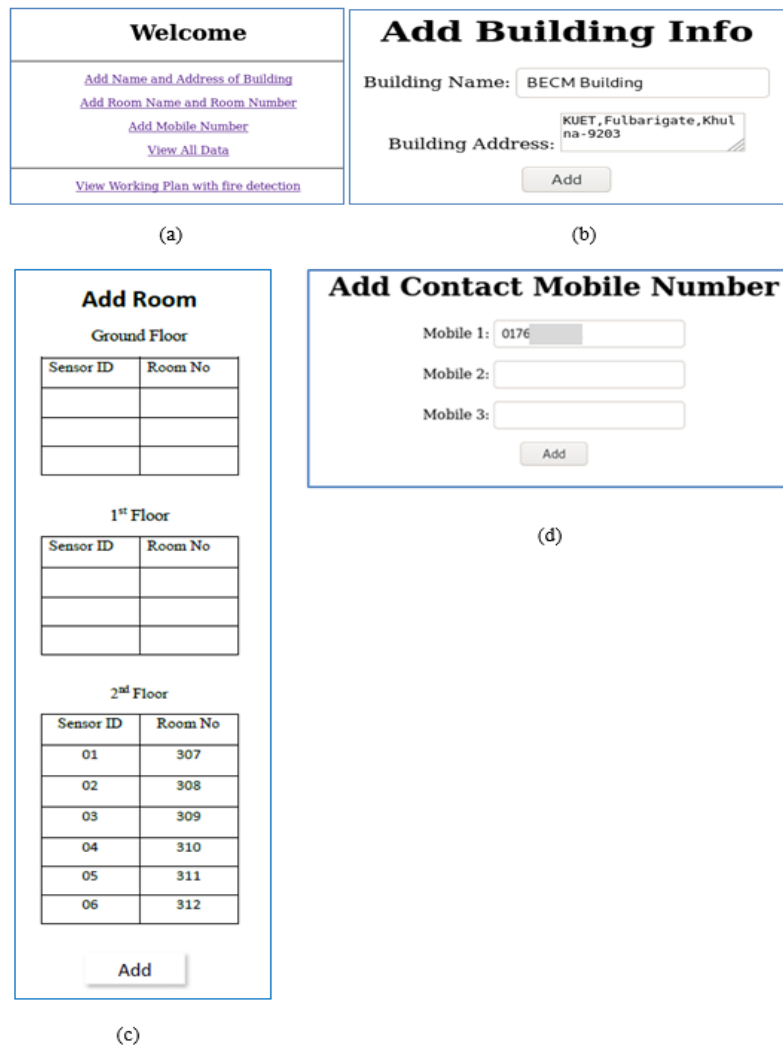 Welcome
Add Name and Address of Building
Add Room Name and Room Number
Add Mobile Number
View All Data
View Working Plan with fire detection
(a)
Add Building Info
Building Name: BECM Building
Building Address: KUET,Fulbarigate,Khul
na-9203
Add
(b)
Add Room
Ground Floor
Sensor ID Room No
1st Floor
Sensor ID Room No
2nd Floor
Sensor ID Room No
01 307
02 308
03 309
04 310
05 311
06 312
Add
(c)
Add Contact Mobile Number
Mobile 1: 0176
Mobile 2:
Mobile 3:
Add
(d)